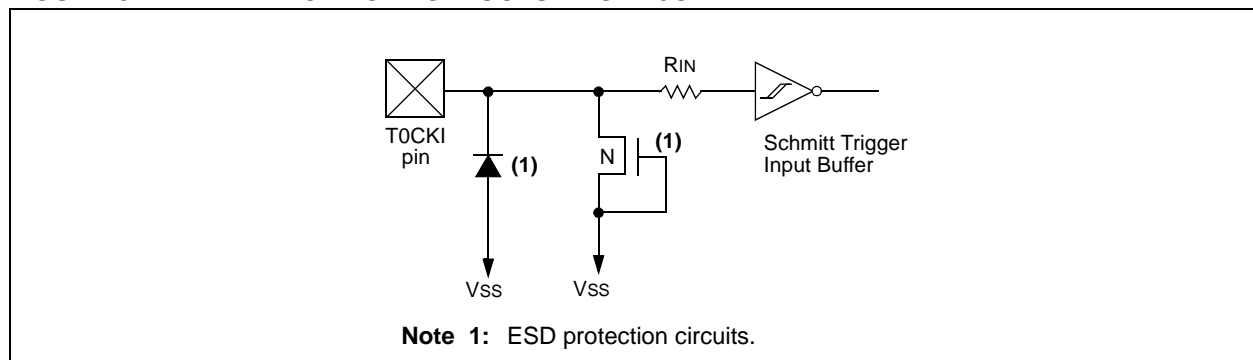 RIN
T0CKI
pin
(1)
N
(1)
Schmitt Trigger
Input Buffer
VSS
VSS
Note 1: ESD protection circuits.